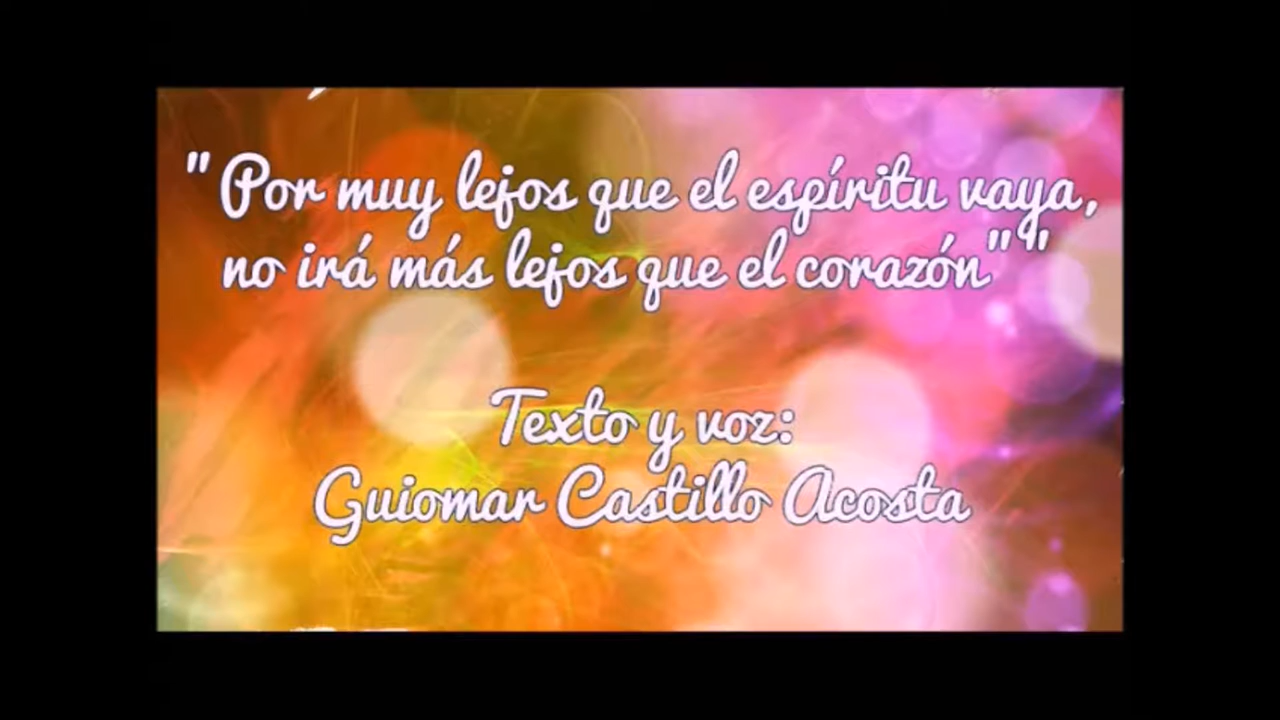 "Por muy lejos que el espíritu vaya,
no irá más lejos que el corazón" "
Texto y voz:
Guiomar Castillo Acosta